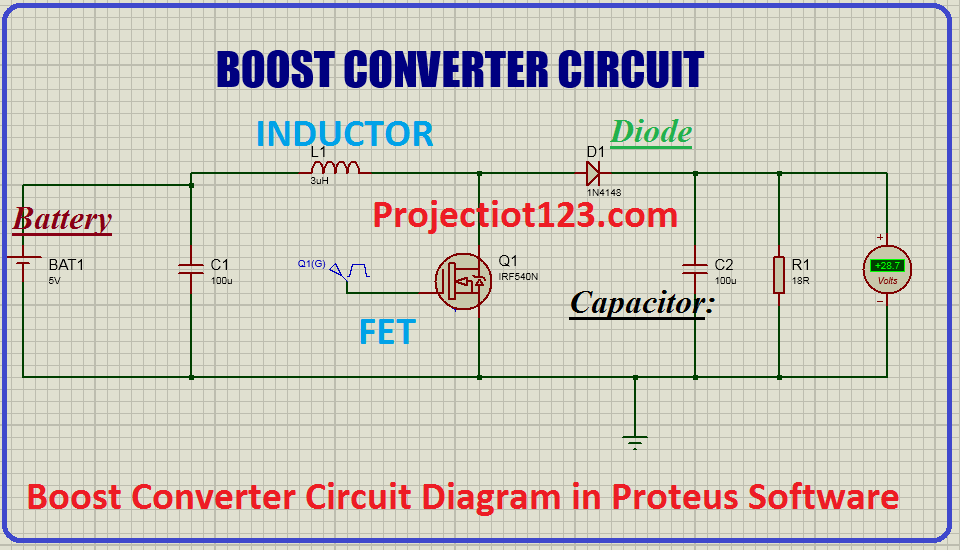 BOOST CONVERTER CIRCUIT
INDUCTOR
Diode
L1
3uH
D1
1N4148
Battery
Projectiot123.com
BAT1
5V
C1
100u
Q1(G)
Q1
IRF540N
C2
100u
R1
18R
+
+28.7
Volts
−
Capacitor:
FET
Boost Converter Circuit Diagram in Proteus Software